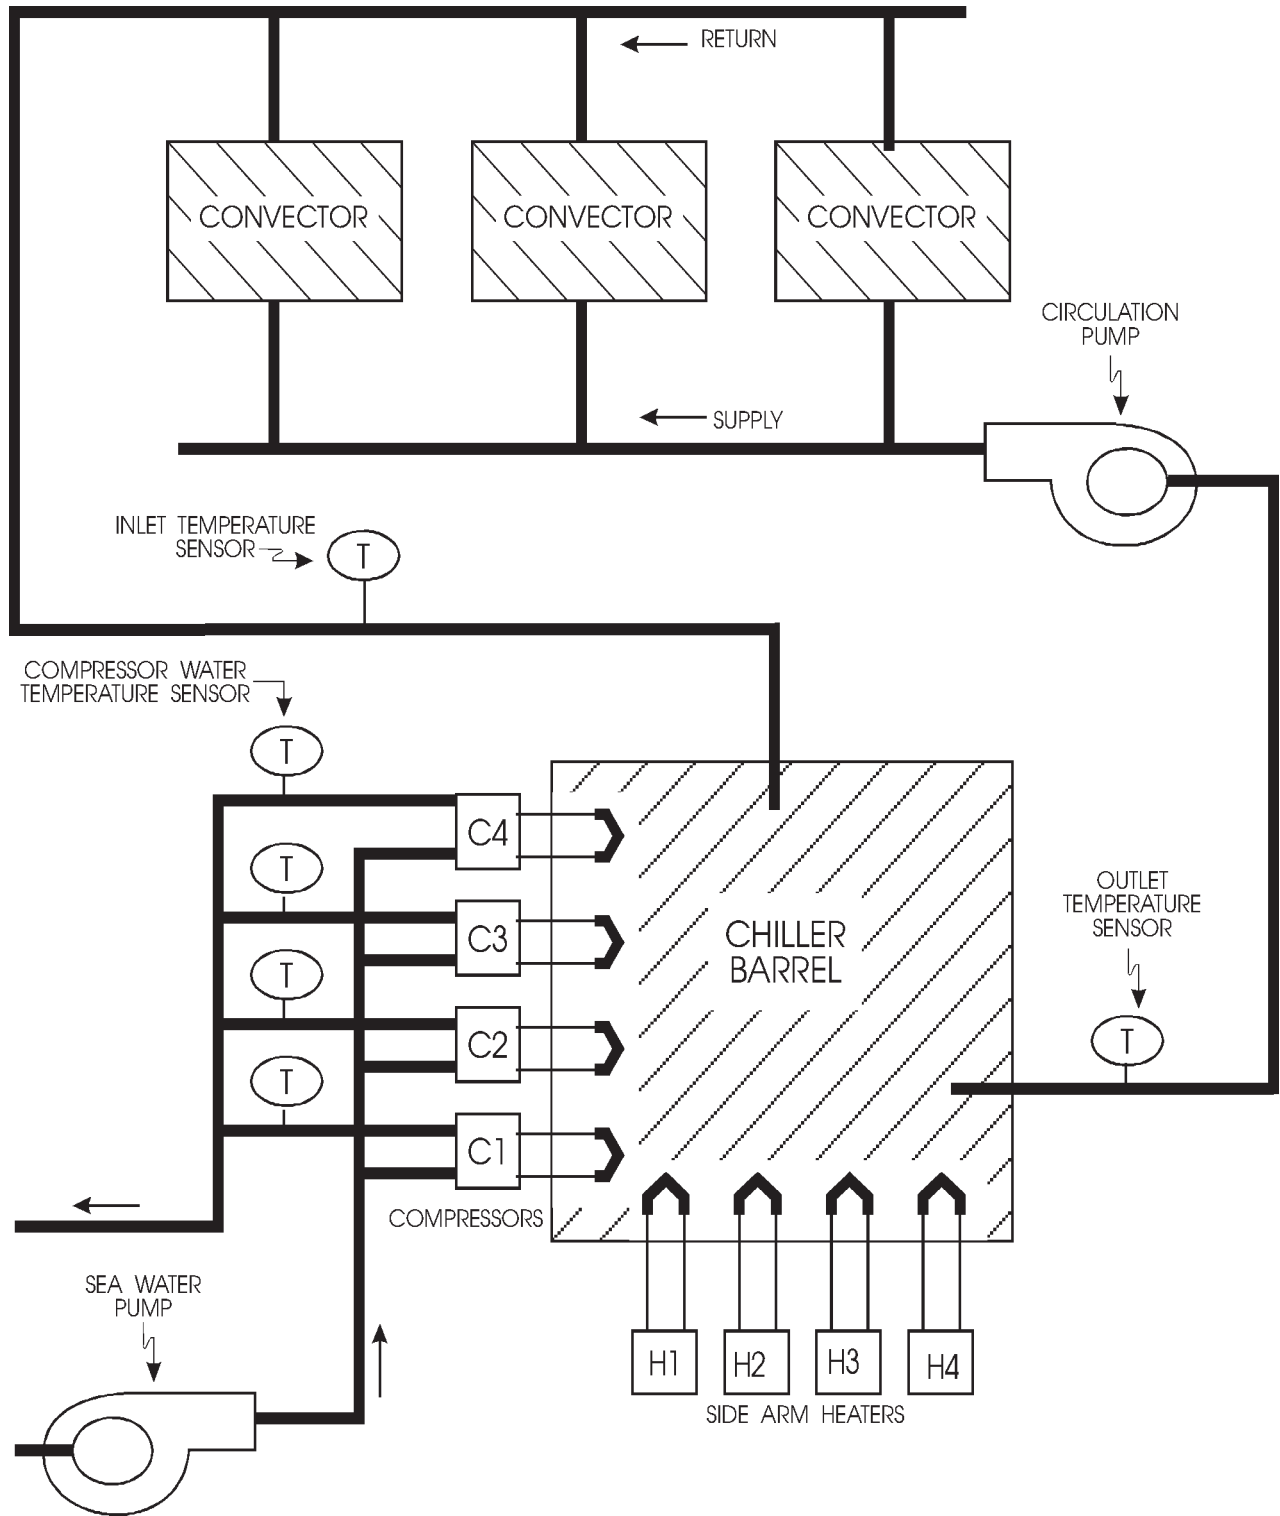 RETURN
CONVECTOR
CONVECTOR
CONVECTOR
CIRCULATION
PUMP
SUPPLY
INLET TEMPERATURE
SENSOR
T
COMPRESSOR WATER
TEMPERATURE SENSOR
T
C4
T
C3
CHILLER
BARREL
OUTLET
TEMPERATURE
SENSOR
T
T
C2
T
C1
COMPRESSORS
SEA WATER
PUMP
H1
H2
H3
H4
SIDE ARM HEATERS